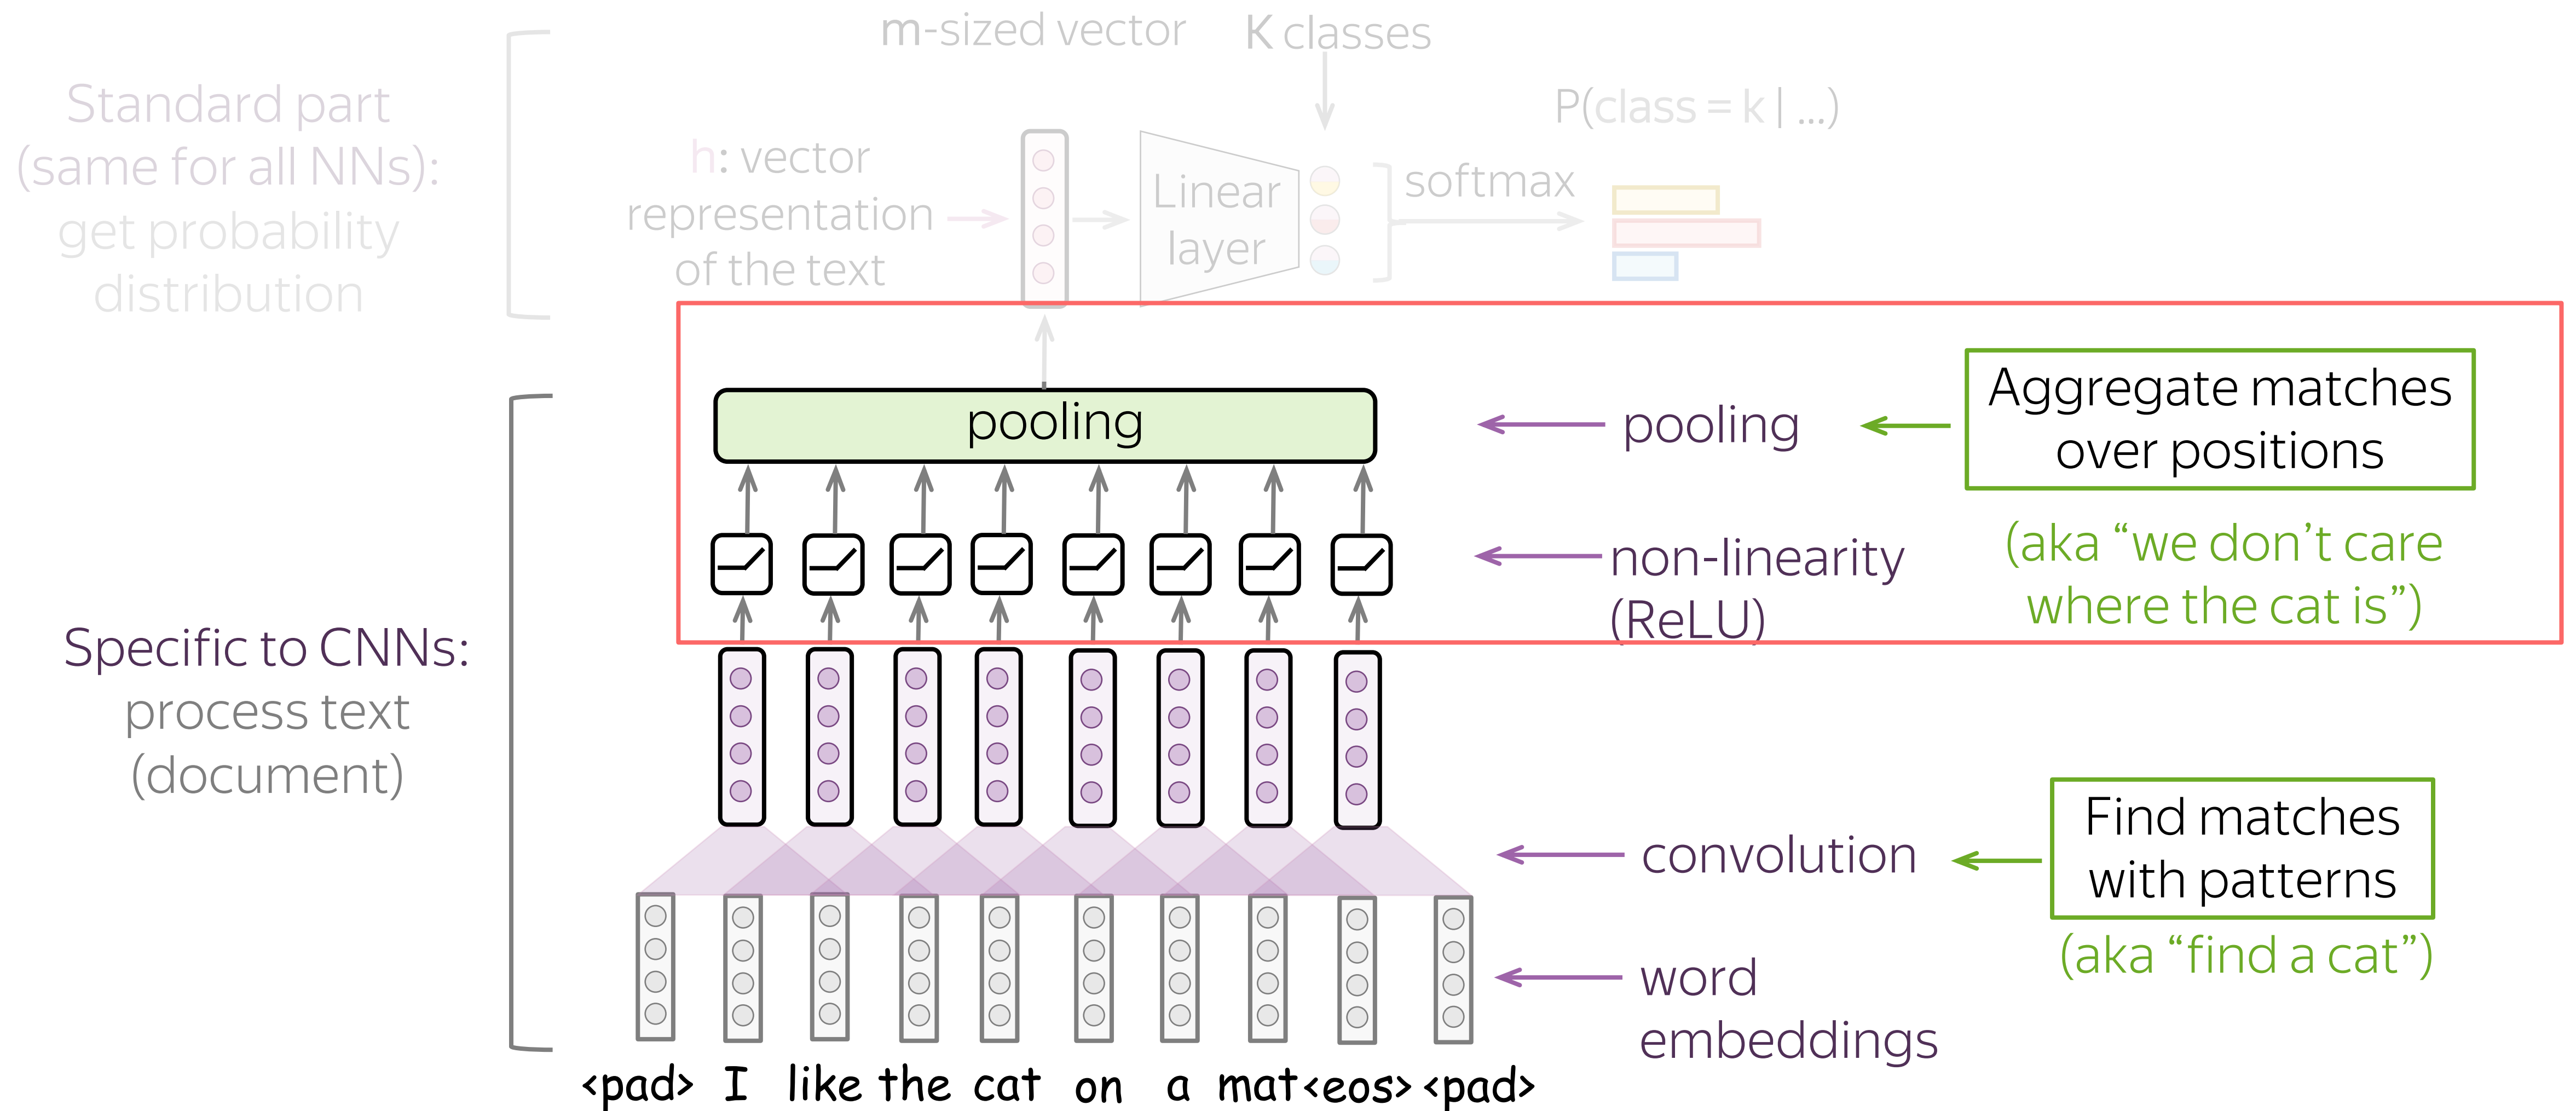 m-sized vector
K classes
Standard part
(same for all NNs):
get probability
distribution
h: vector
representation
of the text
Linear
layer
softmax
P(class = k | ...)
pooling
pooling
Aggregate matches
over positions
(aka “we don’t care
where the cat is”)
non-linearity
(ReLU)
Specific to CNNs:
process text
(document)
convolution
Find matches
with patterns
(aka “find a cat”)
word
embeddings
<pad> I like the cat on a mat <eos> <pad>